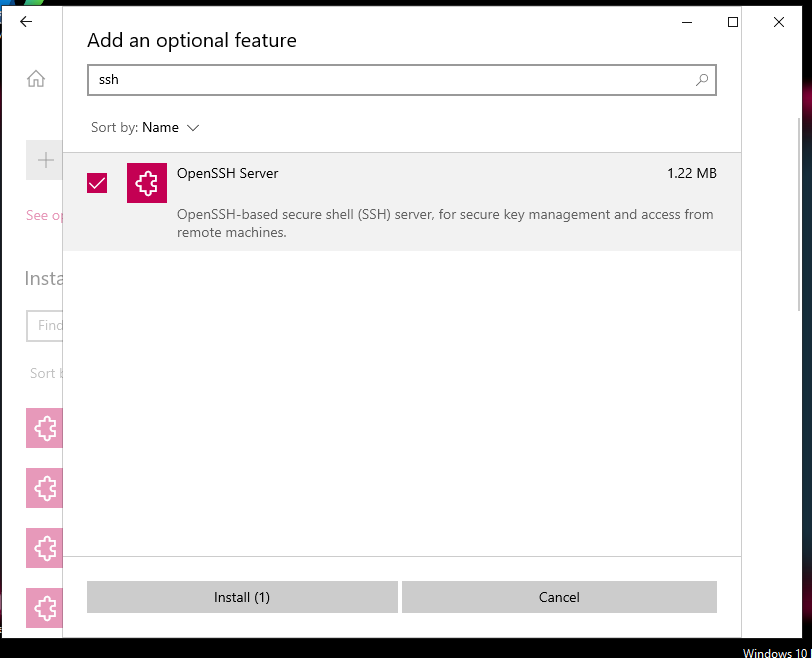 Add an optional feature
ssh
Sort by: Name
See op
OpenSSH Server
1.22 MB
OpenSSH-based secure shell (SSH) server, for secure key management and access from
remote machines.
Insta
Find
Sort b
Install (1)
Cancel
Windows 10